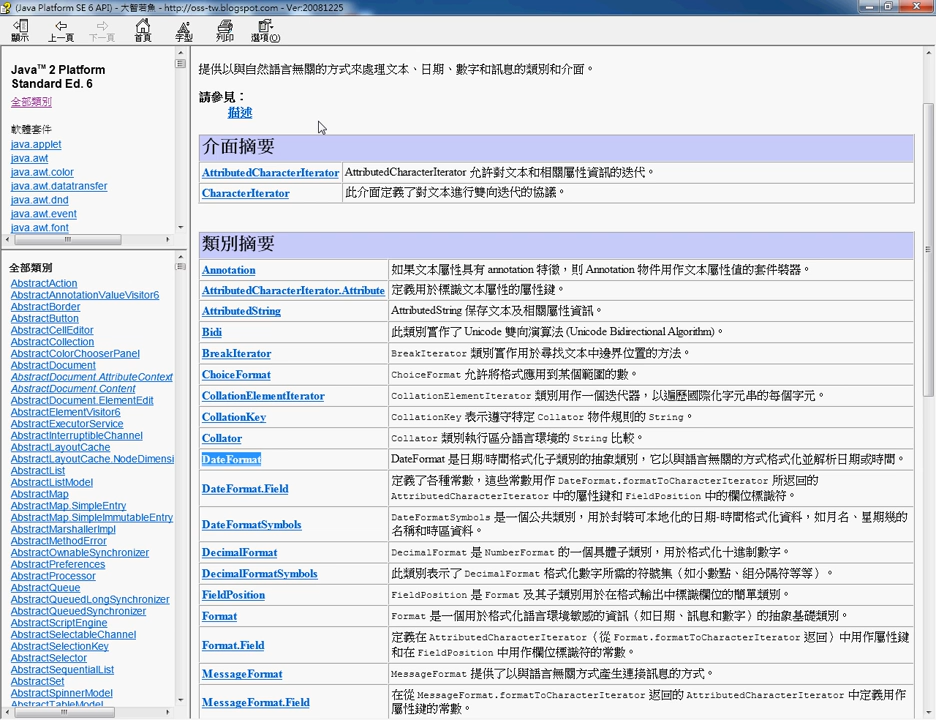 (Java Platform SE 6 API) - 大智若魚 - http://oss-tw.blogspot.com - Ver:20081225
顯示 上一頁 下一頁 首頁 字型 列印 選項(O)
Java™ 2 Platform
Standard Ed. 6
全部類別
軟體套件
java.applet
java.awt
java.awt.color
java.awt.datatransfer
java.awt.dnd
java.awt.event
java.awt.font
全部類別
AbstractAction
AbstractAnnotationValueVisitor6
AbstractBorder
AbstractButton
AbstractCellEditor
AbstractCollection
AbstractColorChooserPanel
AbstractDocument
AbstractDocument.AttributeContext
AbstractDocument.Content
AbstractDocument.ElementEdit
AbstractElementVisitor6
AbstractExecutorService
AbstractInterruptibleChannel
AbstractLayoutCache
AbstractLayoutCache.NodeDimensi
AbstractList
AbstractListModel
AbstractMap
AbstractMap.SimpleEntry
AbstractMap.SimpleImmutableEntry
AbstractMarshallerImpl
AbstractMethodError
AbstractOwnableSynchronizer
AbstractPreferences
AbstractProcessor
AbstractQueue
AbstractQueuedLongSynchronizer
AbstractQueuedSynchronizer
AbstractScriptEngine
AbstractSelectableChannel
AbstractSelectionKey
AbstractSelector
AbstractSequentialList
AbstractSet
AbstractSpinnerModel
AbstractTableModel
提供以與自然語言無關的方式來處理文本、日期、數字和訊息的類別和介面。
請參見：
描述
介面摘要
AttributedCharacterIterator AttributedCharacterIterator 允許對文本和相關屬性資訊的迭代。
CharacterIterator 此介面定義了對文本進行雙向迭代的協議。
類別摘要
Annotation 如果文本屬性具有 annotation 特徵，則 Annotation 物件用作文本屬性值的套件裝器。
AttributedCharacterIterator.Attribute 定義用於標識文本屬性的屬性鍵。
AttributedString AttributedString 保存文本及相關屬性資訊。
Bidi 此類別實作了 Unicode 雙向演算法 (Unicode Bidirectional Algorithm)。
BreakIterator BreakIterator 類別實作用於尋找文本中邊界位置的方法。
ChoiceFormat ChoiceFormat 允許將格式應用到某個範圍的數。
CollationElementIterator CollationElementIterator 類別用作一個迭代器，以遍歷國際化字元串的每個字元。
CollationKey CollationKey 表示遵守特定 Collator 物件規則的 String。
Collator Collator 類別執行區分語言環境的 String 比較。
DateFormat DateFormat 是日期/時間格式化子類別的抽象類別，它以與語言無關的方式格式化並解析日期或時間。
DateFormat.Field 定義了各種常數，這些常數用作 DateFormat.formatToCharacterIterator 所返回的
AttributedCharacterIterator 中的屬性鍵和 FieldPosition 中的欄位標識符。
DateFormatSymbols DateFormatSymbols 是一個公共類別，用於封裝可本地化的日期-時間格式化資料，如月名、星期幾的
名稱和時區資料。
DecimalFormat DecimalFormat 是 NumberFormat 的一個具體子類別，用於格式化十進制數字。
DecimalFormatSymbols 此類別表示了 DecimalFormat 格式化數字所需的符號集（如小數點、組分隔符等等）。
FieldPosition FieldPosition 是 Format 及其子類別用於在格式輸出中標識欄位的簡單類別。
Format Format 是一個用於格式化語言環境敏感的資訊（如日期、訊息和數字）的抽象基礎類別。
Format.Field 定義在 AttributedCharacterIterator（從 Format.formatToCharacterIterator 返回）中用作屬性鍵
和在 FieldPosition 中用作欄位標識符的常數。
MessageFormat MessageFormat 提供了以與語言無關方式產生連接訊息的方式。
MessageFormat.Field 在從 MessageFormat.formatToCharacterIterator 返回的 AttributedCharacterIterator 中定義用作
屬性鍵的常數。